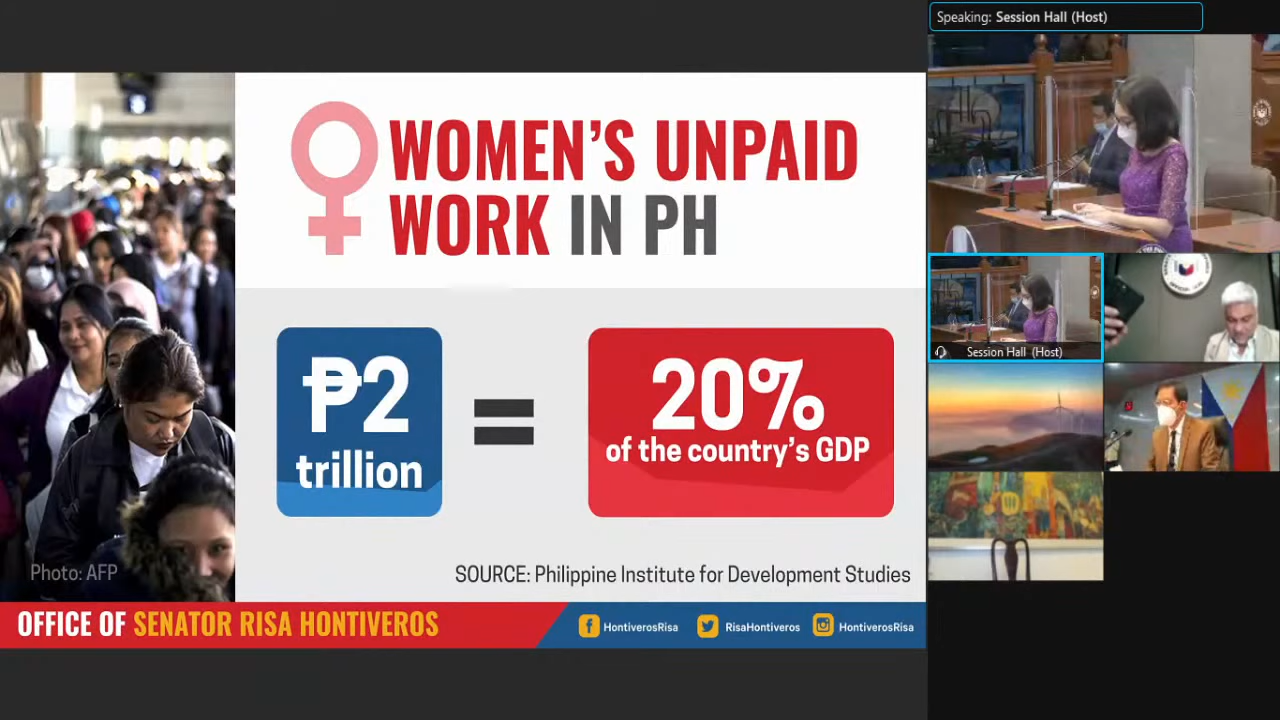 Speaking: Session Hall (Host)
WOMEN'S UNPAID
WORK IN PH
₱2
trillion
=
20%
of the country's GDP
Photo: AFP
SOURCE: Philippine Institute for Development Studies
OFFICE OF SENATOR RISA HONTIVEROS
HontiverosRisa
RisaHontiveros
HontiverosRisa
Session Hall (Host)